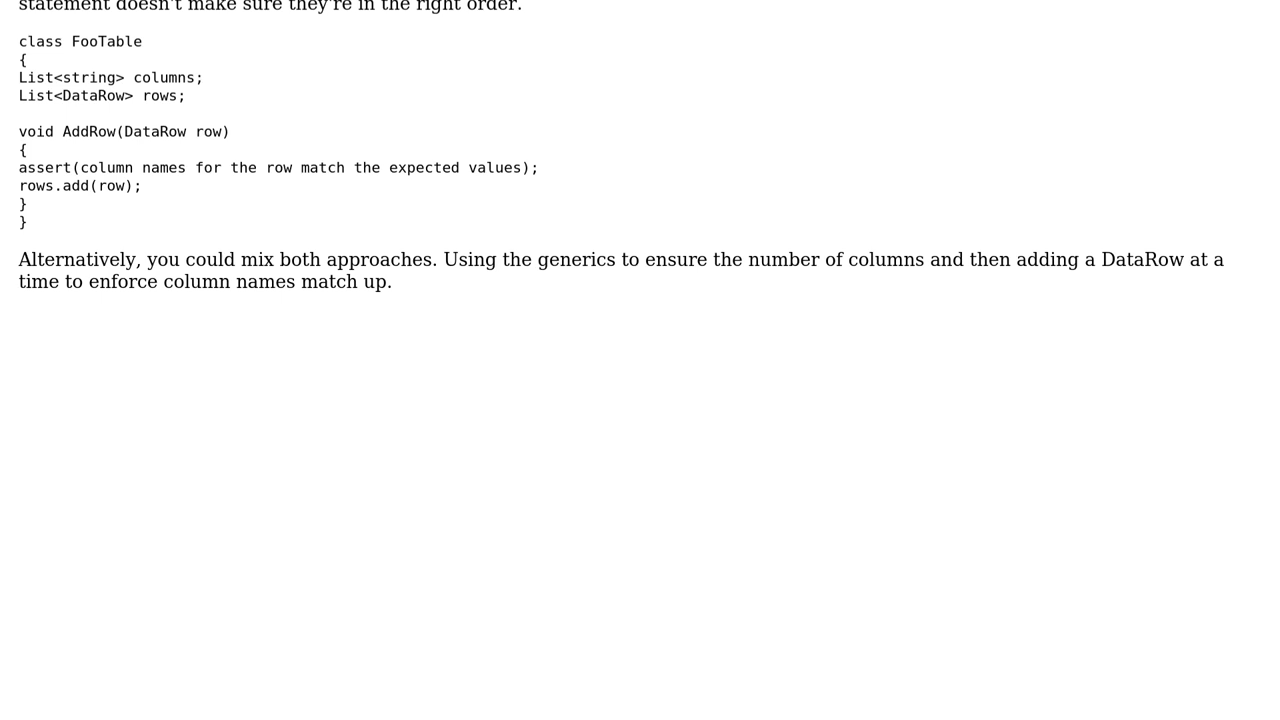 statement doesn't make sure they're in the right order.
class FooTable
{
List<string> columns;
List<DataRow> rows;
void AddRow(DataRow row)
{
assert(column names for the row match the expected values);
rows.add(row);
}
}
Alternatively, you could mix both approaches. Using the generics to ensure the number of columns and then adding a DataRow at a
time to enforce column names match up.